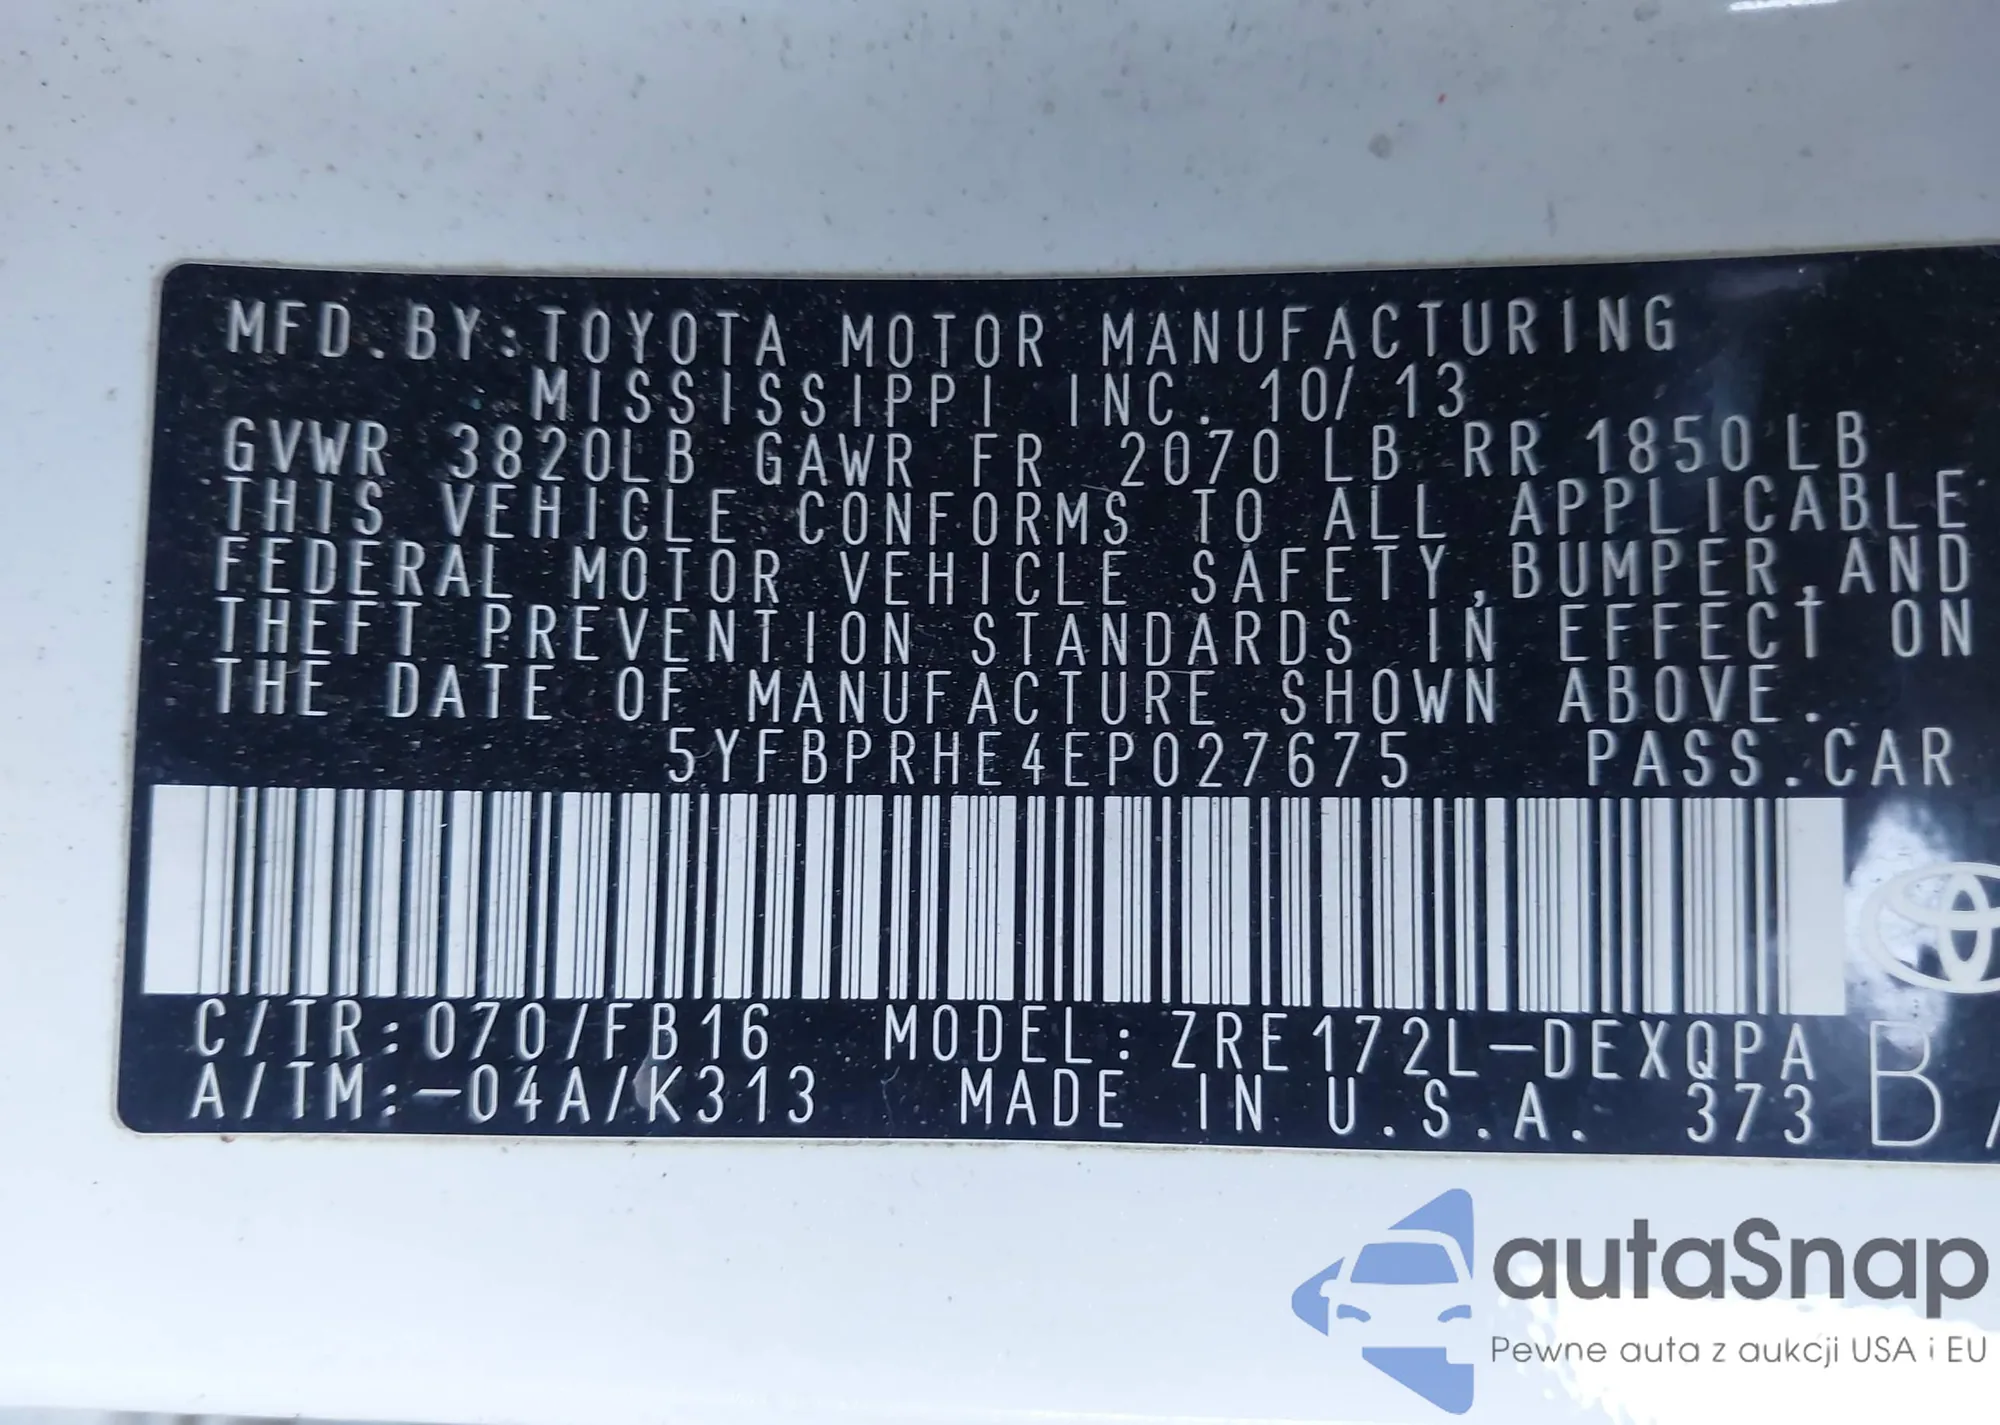 MFD.BY:TOYOTA MOTOR MANUFACTURING
MISSISSIPPI INC. 10/13
GVWR 3820LB GAWR FR 2070 LB RR 1850LB
THIS VEHICLE CONFORMS TO ALL APPLICABLE
FEDERAL MOTOR VEHICLE SAFETY,BUMPER,AND
THEFT PREVENTION STANDARDS IN EFFECT ON
THE DATE OF MANUFACTURE SHOWN ABOVE.
5YFBPRHE4EP027675 PASS.CAR
C/TR:070/FB16 MODEL:ZRE172L-DEXQPA
A/TM:-04A/K313 MADE IN U.S.A. 373
B
autaSnap
Pewne auta z aukcji USA i EU